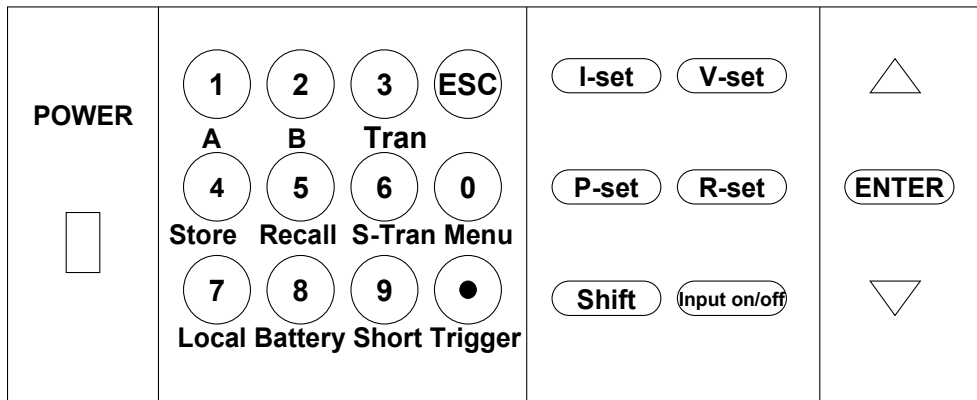 1 2 3 ESC I-set V-set
POWER
A B Tran
4 5 6 0 P-set R-set ENTER
Store Recall S-Tran Menu
7 8 9 Shift Input on/off
Local Battery Short Trigger